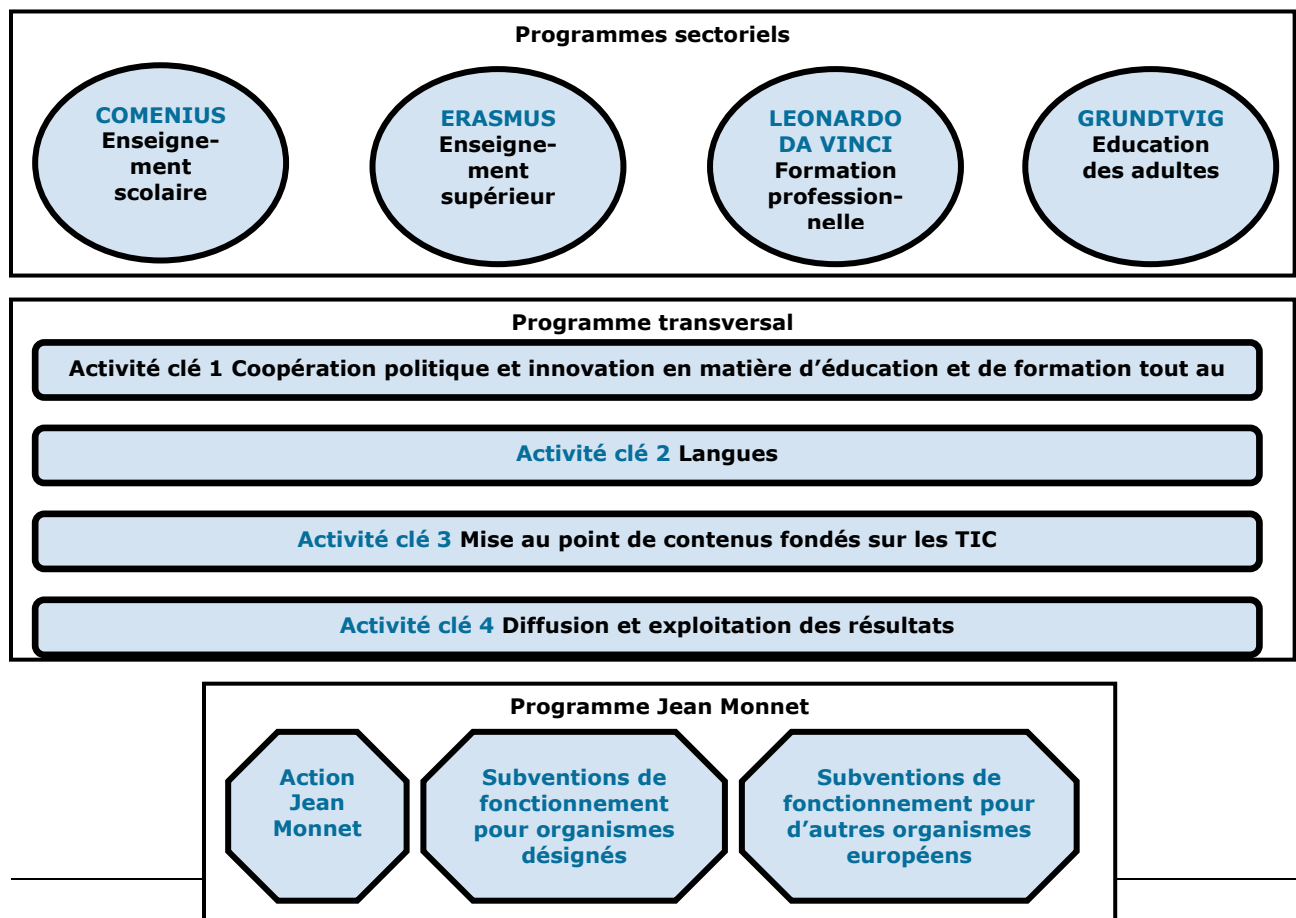 Programmes sectoriels
COMENIUS
Enseigne-
ment
scolaire
ERASMUS
Enseigne-
ment
supérieur
LEONARDO
DA VINCI
Formation
profession-
nelle
GRUNDTVIG
Education
des adultes
Programme transversal
Activité clé 1 Coopération politique et innovation en matière d’éducation et de formation tout au
Activité clé 2 Langues
Activité clé 3 Mise au point de contenus fondés sur les TIC
Activité clé 4 Diffusion et exploitation des résultats
Programme Jean Monnet
Action
Jean
Monnet
Subventions de
fonctionnement
pour organismes
désignés
Subventions de
fonctionnement pour
d’autres organismes
européens